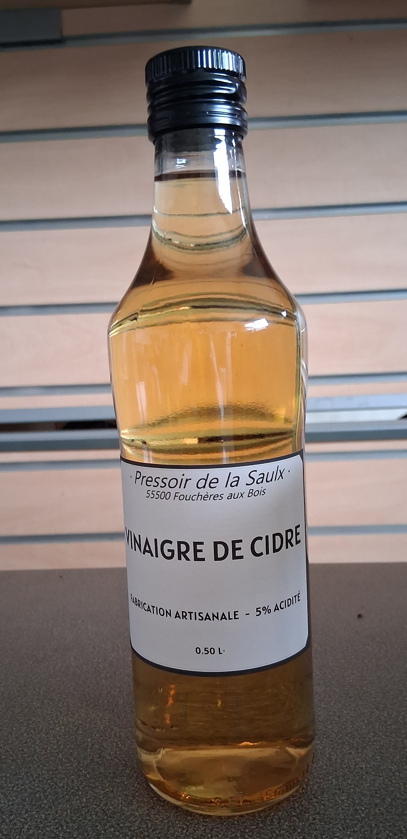 · Pressoir de la Saulx ·
55500 Fouchères aux Bois
VINAIGRE DE CIDRE
FABRICATION ARTISANALE - 5% ACIDITÉ
0.50 L·